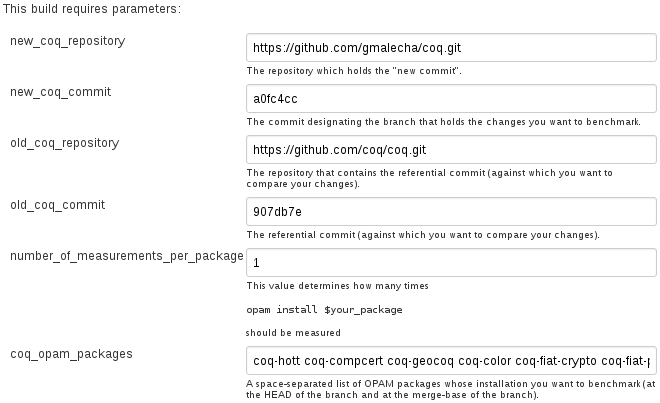 This build requires parameters:
new_coq_repository
https://github.com/gmalecha/coq.git
The repository which holds the "new commit".
new_coq_commit
a0fc4cc
The commit designating the branch that holds the changes you want to benchmark.
old_coq_repository
https://github.com/coq/coq.git
The repository that contains the referential commit (against which you want to
compare your changes).
old_coq_commit
907db7e
The referential commit (against which you want to compare your changes).
number_of_measurements_per_package
1
This value determines how many times
opam install $your_package
should be measured
coq_opam_packages
coq-hott coq-compcert coq-geocoq coq-color coq-fiat-crypto coq-fiat-p
A space-separated list of OPAM packages whose installation you want to benchmark (at
the HEAD of the branch and at the merge-base of the branch).